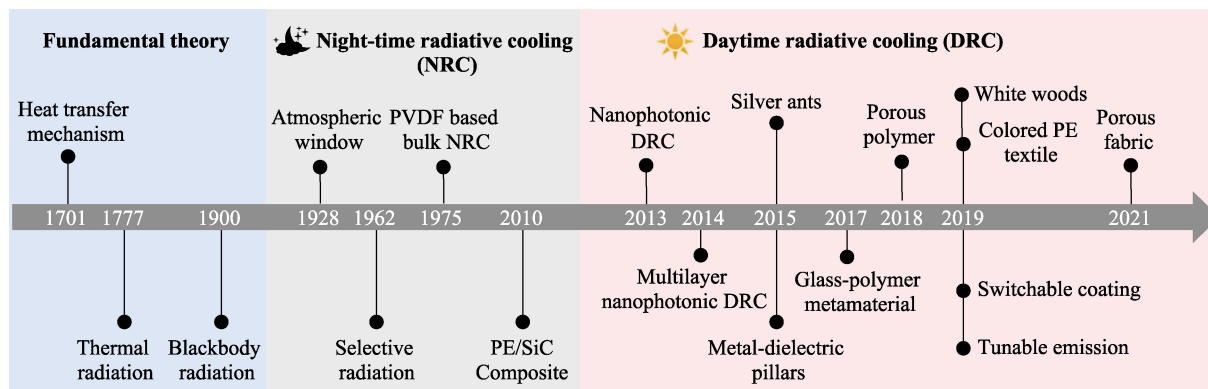 Fundamental theory
Night-time radiative cooling
(NRC)
Daytime radiative cooling (DRC)
Heat transfer
mechanism
Atmospheric
window
PVDF based
bulk NRC
Nanophotonic
DRC
Silver ants
Porous
polymer
White woods
Colored PE
textile
Porous
fabric
1701 1777 1900 1928 1962 1975 2010 2013 2014 2015 2017 2018 2019 2021
Thermal
radiation
Blackbody
radiation
Selective
radiation
PE/SiC
Composite
Multilayer
nanophotonic DRC
Metal-dielectric
pillars
Glass-polymer
metamaterial
Switchable coating
Tunable emission